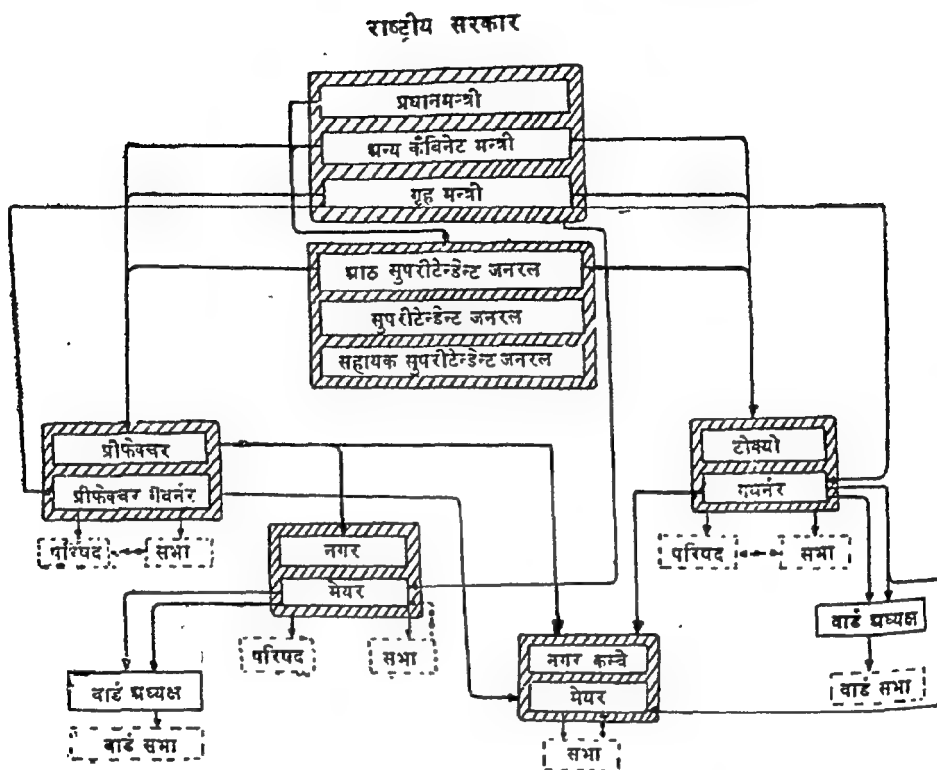 राष्ट्रीय सरकार
प्रधानमन्त्री
अन्य कैबिनेट मन्त्री
गृह मन्त्री
आठ सुपरीटेन्डेन्ट जनरल
सुपरीटेन्डेन्ट जनरल
सहायक सुपरीटेन्डेन्ट जनरल
प्रीफेक्चर
प्रीफेक्चर गवर्नर
परिषद
सभा
टोक्यो
गवर्नर
परिषद
सभा
नगर
मेयर
परिषद
सभा
वार्ड अध्यक्ष
वार्ड सभा
नगर कस्बे
मेयर
सभा
वार्ड अध्यक्ष
वार्ड सभा